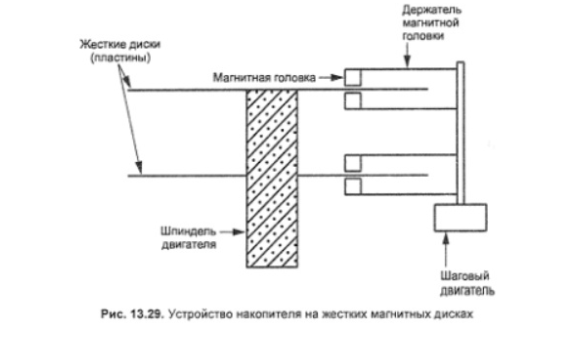 Держатель
магнитной
головки
Жесткие диски
(пластины)
Магнитная головка
Шпиндель
двигателя
Шаговый
двигатель
Рис. 13.29. Устройство накопителя на жестких магнитных дисках